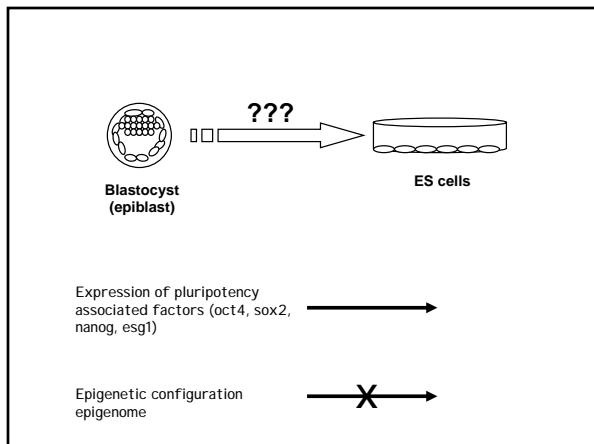 ???
Blastocyst
(epiblast)
ES cells
Expression of pluripotency
associated factors (oct4, sox2,
nanog, esg1)
Epigenetic configuration
epigenome
X